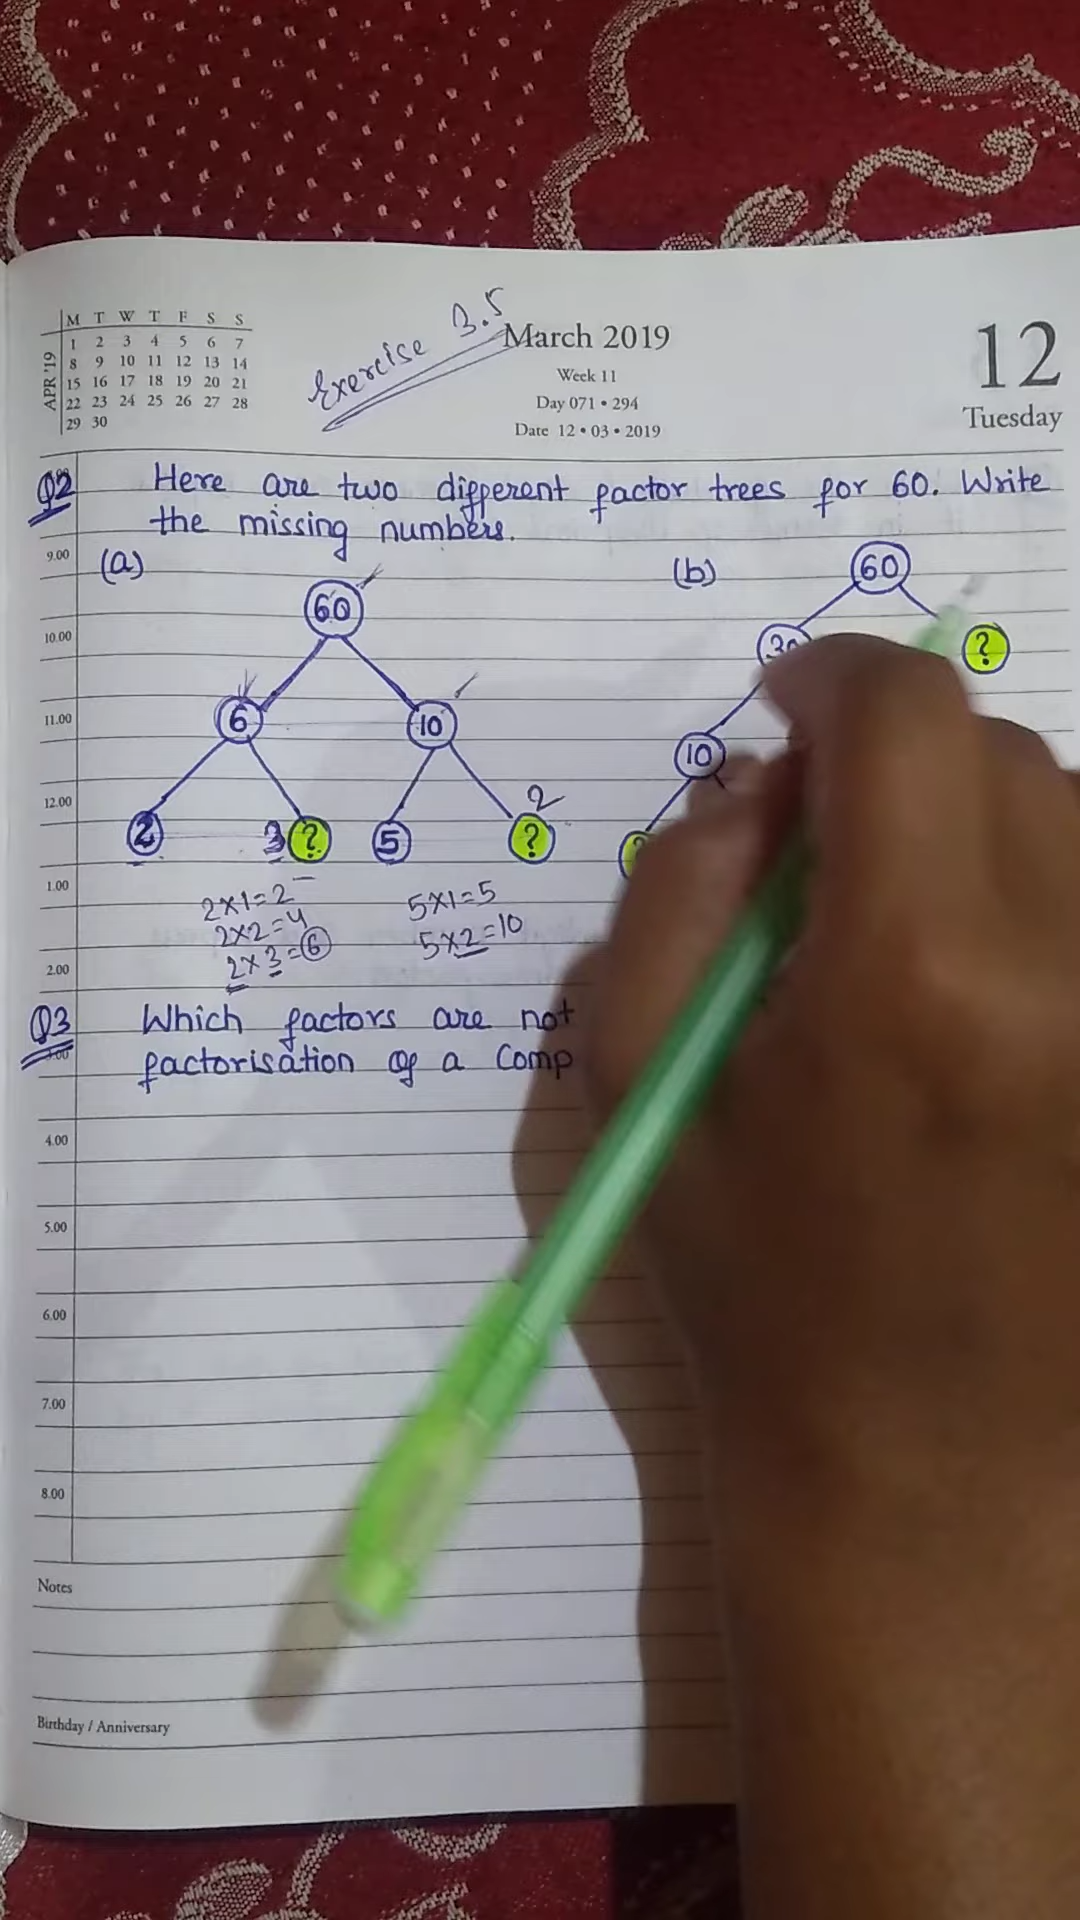 M T W T F S S
APR '19
1 2 3 4 5 6 7
8 9 10 11 12 13 14
15 16 17 18 19 20 21
22 23 24 25 26 27 28
29 30
Exercise 3.5
March 2019
Week 11
Day 071 • 294
Date 12 • 03 • 2019
12
Tuesday
Q2 Here are two different factor trees for 60. Write
the missing numbers.
9.00
(a)
60
10.00
6 10
11.00
12.00
2
2 3 ? 5 ?
(b)
60
30 ?
10
1.00
2×1=2
2×2=4
2×3=6
5×1=5
5×2=10
2.00
Q3 Which factors are not
factorisation of a Comp
3.00
4.00
5.00
6.00
7.00
8.00
Notes
Birthday / Anniversary